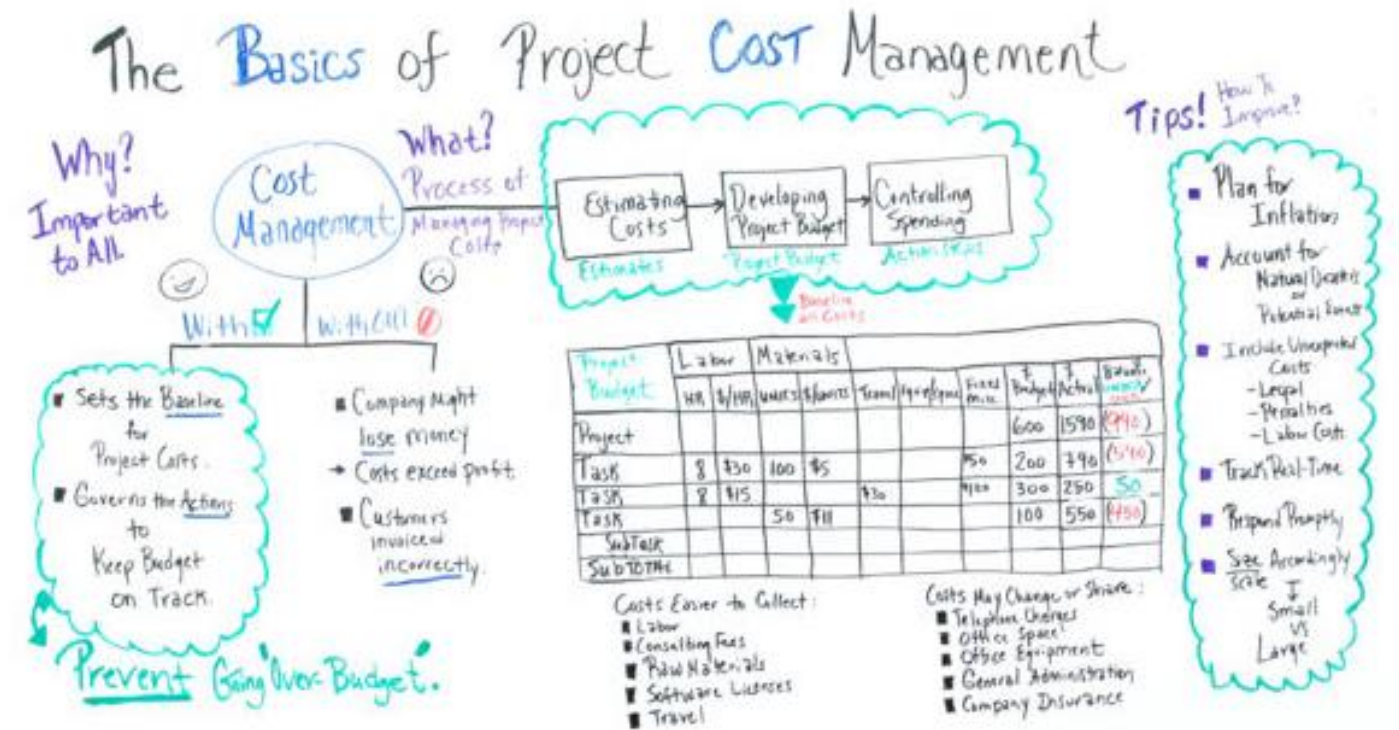 The Basics of Project Cost Management
Why?
Important
to All
Cost
Management
What?
Process of
Managing Project
Costs
With
Without
Sets the Baseline
for
Project Costs.
Governs the Actions
to
Keep Budget
on Track.
Prevent Going "Over-Budget".
Company Might
lose money
Costs exceed profit
Customers
invoiced
incorrectly.
Estimating
Costs
Estimates
Developing
Project Budget
Project Budget
Controlling
Spending
Baseline
all Costs
Project
Budget
Labor Materials
HR $/HR units $/units Travel Fixed $ Budget $ Actual
Project 600 1590 (990)
Task 8 $30 100 $5 $50 200 790 (590)
Task 8 $15 $30 $100 300 250 50
Task 50 $11 100 550 (450)
SubTask
SubTotal
Costs Easier to Collect:
Labor
Consulting Fees
Raw Materials
Software Licenses
Travel
Costs May Change or Share:
Telephone Charges
Office Space
Office Equipment
General Administration
Company Insurance
Tips! How To
Improve?
Plan for
Inflation
Account for
Natural
or
Potential
Include Unexpected
Costs
- Legal
- Penalties
- Labor Costs
Track Real-Time
Respond Promptly
Size Accordingly
Scale
Small
vs
Large